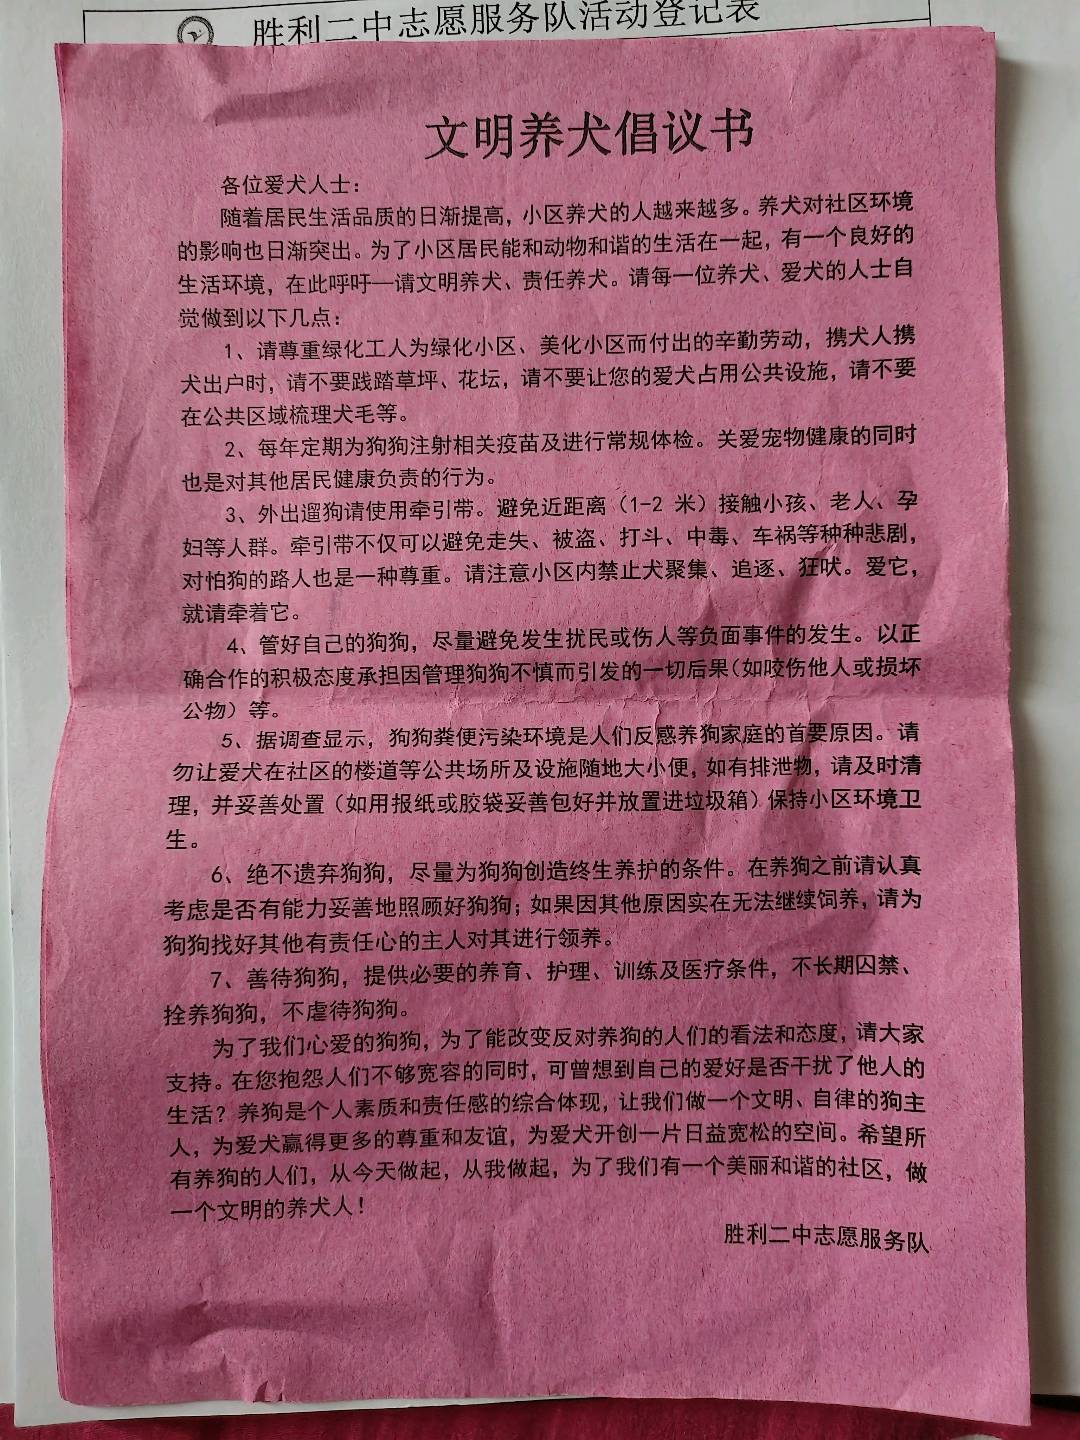 胜利二中志愿服务队活动登记表
文明养犬倡议书
各位爱犬人士：
随着居民生活品质的日渐提高，小区养犬的人越来越多。养犬对社区环境
的影响也日渐突出。为了小区居民能和动物和谐的生活在一起，有一个良好的
生活环境，在此呼吁—请文明养犬、责任养犬。请每一位养犬、爱犬的人士自
觉做到以下几点：
1、请尊重绿化工人为绿化小区、美化小区而付出的辛勤劳动，携犬人携
犬出户时，请不要践踏草坪、花坛，请不要让您的爱犬占用公共设施，请不要
在公共区域梳理犬毛等。
2、每年定期为狗狗注射相关疫苗及进行常规体检。关爱宠物健康的同时
也是对其他居民健康负责的行为。
3、外出遛狗请使用牵引带。避免近距离（1-2 米）接触小孩、老人、孕
妇等人群。牵引带不仅可以避免走失、被盗、打斗、中毒、车祸等种种悲剧，
对怕狗的路人也是一种尊重。请注意小区内禁止犬聚集、追逐、狂吠。爱它，
就请牵着它。
4、管好自己的狗狗，尽量避免发生扰民或伤人等负面事件的发生。以正
确合作的积极态度承担因管理狗狗不慎而引发的一切后果（如咬伤他人或损坏
公物）等。
5、据调查显示，狗狗粪便污染环境是人们反感养狗家庭的首要原因。请
勿让爱犬在社区的楼道等公共场所及设施随地大小便，如有排泄物，请及时清
理，并妥善处置（如用报纸或胶袋妥善包好并放置进垃圾箱）保持小区环境卫
生。
6、绝不遗弃狗狗，尽量为狗狗创造终生养护的条件。在养狗之前请认真
考虑是否有能力妥善地照顾好狗狗；如果因其他原因实在无法继续饲养，请为
狗狗找好其他有责任心的主人对其进行领养。
7、善待狗狗，提供必要的养育、护理、训练及医疗条件，不长期囚禁、
拴养狗狗，不虐待狗狗。
为了我们心爱的狗狗，为了能改变反对养狗的人们的看法和态度，请大家
支持。在您抱怨人们不够宽容的同时，可曾想到自己的爱好是否干扰了他人的
生活？养狗是个人素质和责任感的综合体现，让我们做一个文明、自律的狗主
人，为爱犬赢得更多的尊重和友谊，为爱犬开创一片日益宽松的空间。希望所
有养狗的人们，从今天做起，从我做起，为了我们有一个美丽和谐的社区，做
一个文明的养犬人！
胜利二中志愿服务队